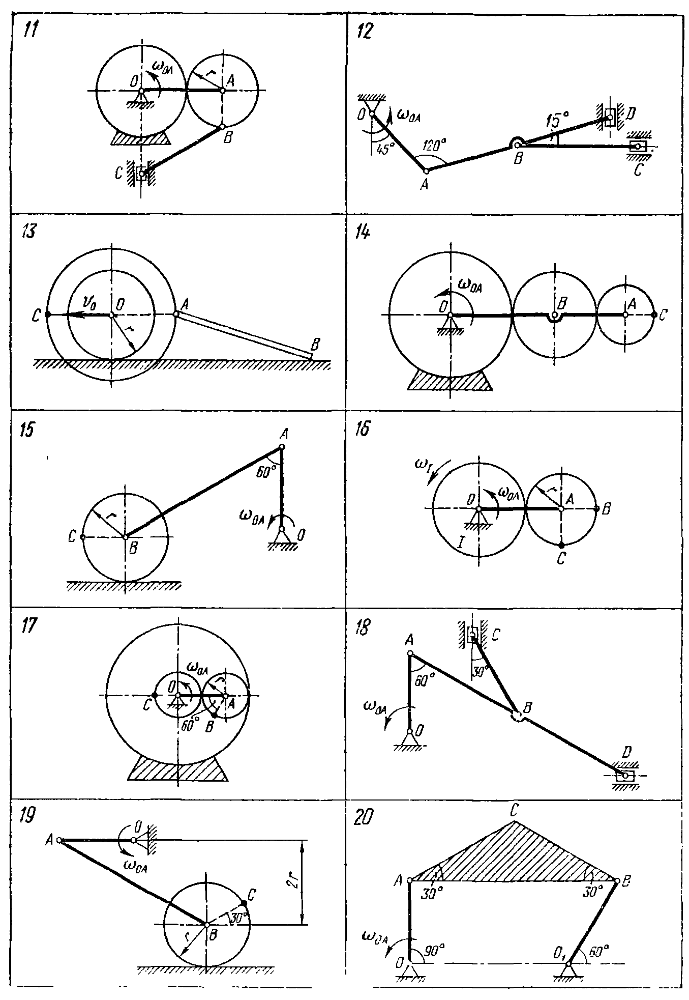 11
ω_OA
r
O
A
B
C
12
O
ω_OA
45°
120°
A
B
15°
D
C
13
C
v_0
O
r
A
B
14
ω_OA
O
B
A
C
15
A
60°
r
C
B
ω_OA
O
16
ω_I
ω_OA
r
O
A
B
I
C
17
ω_OA
r
O
C
A
60°
B
18
A
C
60°
30°
ω_OA
B
O
D
19
O
A
ω_OA
2r
C
30°
B
r
20
C
A
30°
30°
B
ω_OA
90°
O
O_1
60°